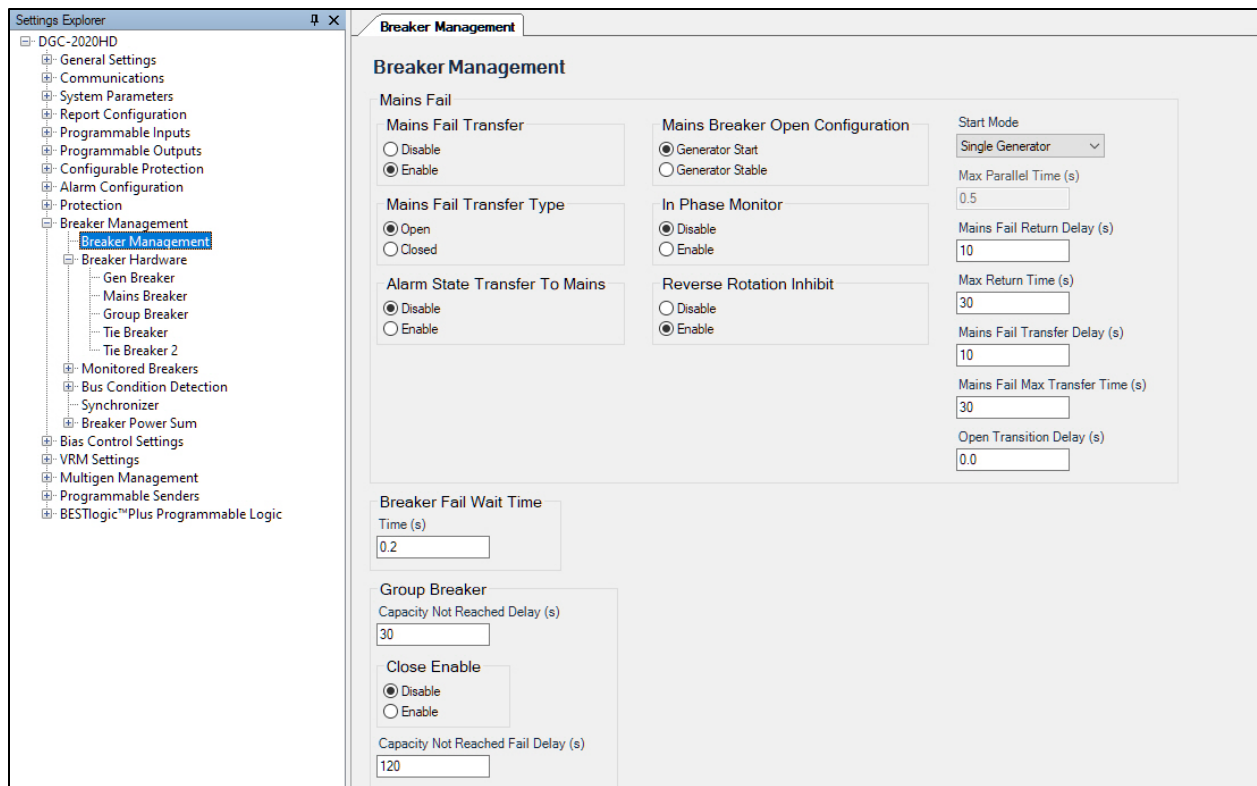 Settings Explorer
DGC-2020HD
General Settings
Communications
System Parameters
Report Configuration
Programmable Inputs
Programmable Outputs
Configurable Protection
Alarm Configuration
Protection
Breaker Management
Breaker Management
Breaker Hardware
Gen Breaker
Mains Breaker
Group Breaker
Tie Breaker
Tie Breaker 2
Monitored Breakers
Bus Condition Detection
Synchronizer
Breaker Power Sum
Bias Control Settings
VRM Settings
Multigen Management
Programmable Senders
BESTlogic™Plus Programmable Logic
Breaker Management
Breaker Management
Mains Fail
Mains Fail Transfer
Disable
Enable
Mains Fail Transfer Type
Open
Closed
Alarm State Transfer To Mains
Disable
Enable
Mains Breaker Open Configuration
Generator Start
Generator Stable
In Phase Monitor
Disable
Enable
Reverse Rotation Inhibit
Disable
Enable
Start Mode
Single Generator
Max Parallel Time (s)
0.5
Mains Fail Return Delay (s)
10
Max Return Time (s)
30
Mains Fail Transfer Delay (s)
10
Mains Fail Max Transfer Time (s)
30
Open Transition Delay (s)
0.0
Breaker Fail Wait Time
Time (s)
0.2
Group Breaker
Capacity Not Reached Delay (s)
30
Close Enable
Disable
Enable
Capacity Not Reached Fail Delay (s)
120